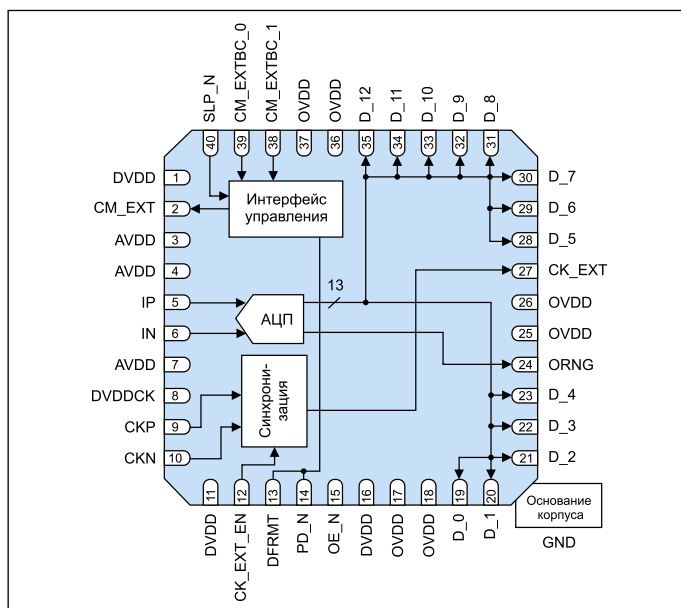 SLP_N
CM_EXTBC_0
CM_EXTBC_1
OVDD
OVDD
D_12
D_11
D_10
D_9
D_8
40
39
38
37
36
35
34
33
32
31
DVDD 1
CM_EXT 2
AVDD 3
AVDD 4
IP 5
IN 6
AVDD 7
DVDDCK 8
CKP 9
CKN 10
Интерфейс
управления
13
АЦП
Синхрони-
зация
30 D_7
29 D_6
28 D_5
27 CK_EXT
26 OVDD
25 OVDD
24 ORNG
23 D_4
22 D_3
21 D_2
11
12
13
14
15
16
17
18
19
20
DVDD
CK_EXT_EN
DFRMT
PD_N
OE_N
DVDD
OVDD
OVDD
D_0
D_1
Основание
корпуса
GND